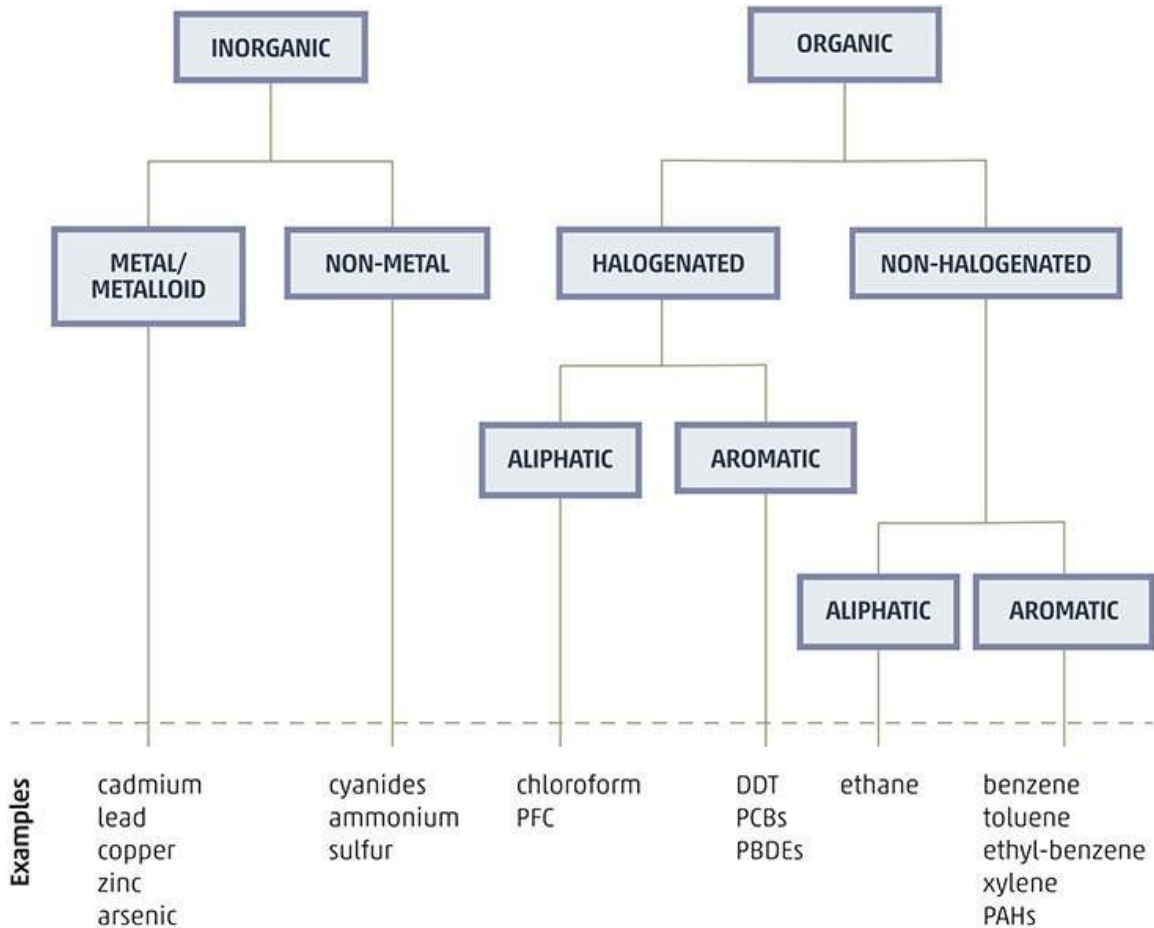 INORGANIC
ORGANIC
METAL/
METALLOID
NON-METAL
HALOGENATED
NON-HALOGENATED
ALIPHATIC
AROMATIC
ALIPHATIC
AROMATIC
Examples
cadmium
lead
copper
zinc
arsenic
cyanides
ammonium
sulfur
chloroform
PFC
DDT
PCBs
PBDEs
ethane
benzene
toluene
ethyl-benzene
xylene
PAHs